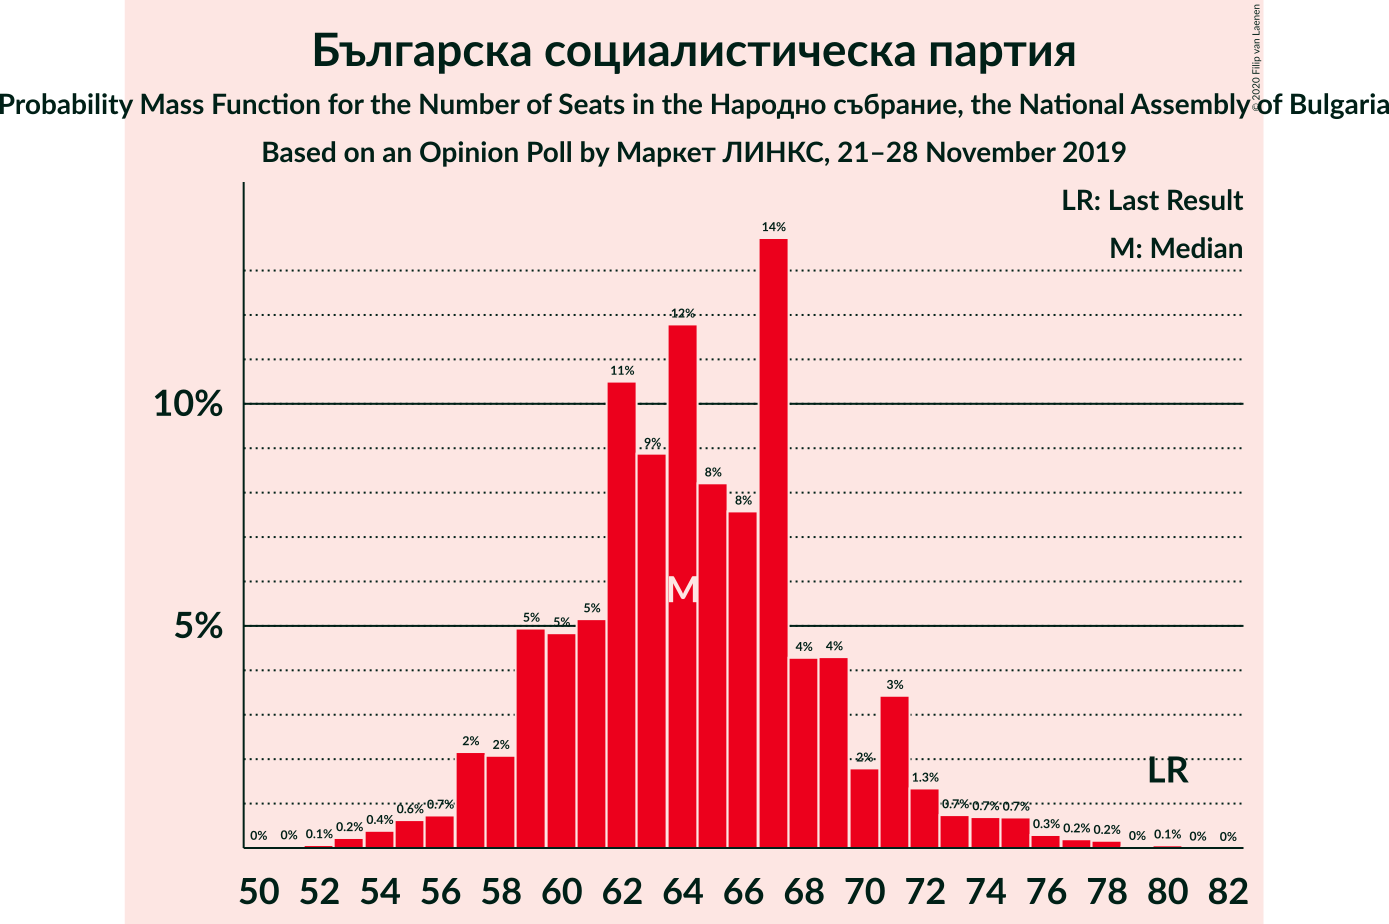 Българска социалистическа партия
© 2020 Filip van Laenen
Probability Mass Function for the Number of Seats in the Народно събрание, the National Assembly of Bulgaria
Based on an Opinion Poll by Маркет ЛИНКС, 21–28 November 2019
LR: Last Result
M: Median
14%
12%
11%
10%
9%
8%
8%
M
5%
5%
5%
5%
4%
4%
3%
2%
2%
2%
LR
1.3%
0% 0% 0.1% 0.2% 0.4% 0.6% 0.7%
0.7% 0.7% 0.7% 0.3% 0.2% 0.2% 0% 0.1% 0% 0%
50 52 54 56 58 60 62 64 66 68 70 72 74 76 78 80 82